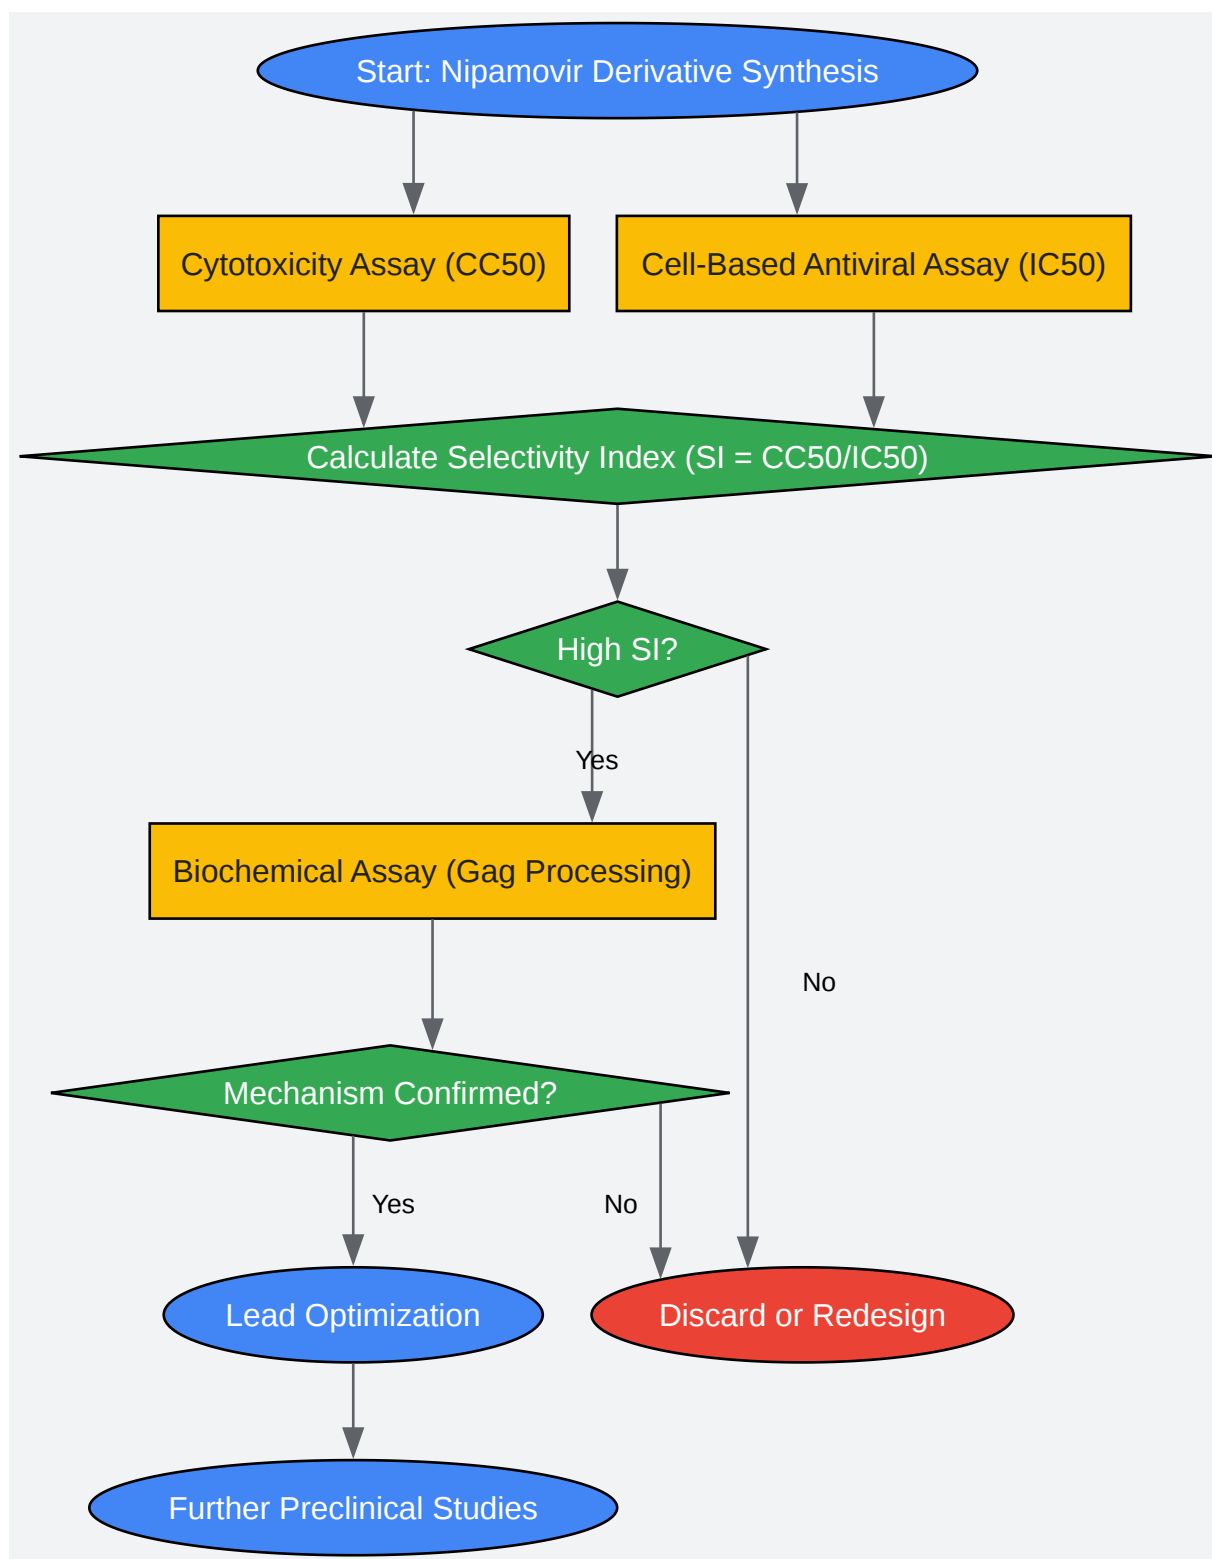 Start: Nipamovir Derivative Synthesis
Cytotoxicity Assay (CC50)
Cell-Based Antiviral Assay (IC50)
Calculate Selectivity Index (SI = CC50/IC50)
High SI?
Yes
Biochemical Assay (Gag Processing)
No
Mechanism Confirmed?
Yes
No
Lead Optimization
Discard or Redesign
Further Preclinical Studies